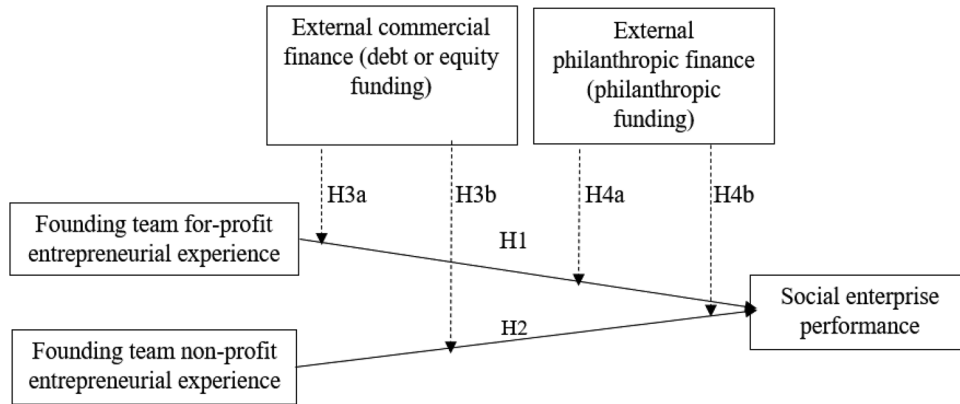 External commercial
finance (debt or equity
funding)
External
philanthropic finance
(philanthropic
funding)
H3a
H3b
H4a
H4b
Founding team for-profit
entrepreneurial experience
H1
Social enterprise
performance
H2
Founding team non-profit
entrepreneurial experience